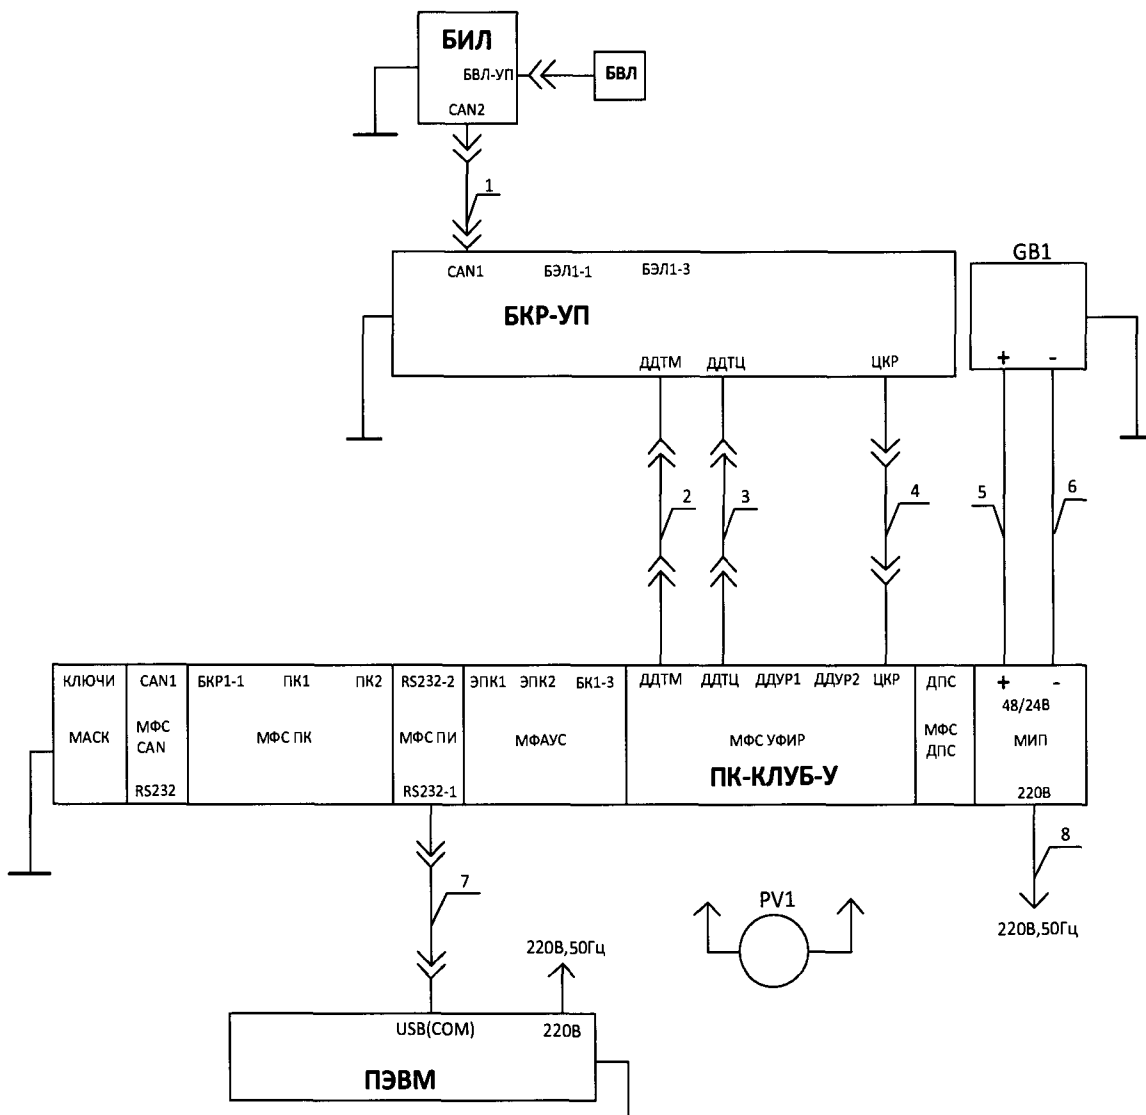 БИЛ
БВЛ-УП
БВЛ
CAN2
1
GB1
CAN1 БЭЛ1-1 БЭЛ1-3
БКР-УП
ДДТМ ДДТЦ ЦКР
+ -
2 3 4 5 6
КЛЮЧИ CAN1 БКР1-1 ПК1 ПК2 RS232-2 ЭПК1 ЭПК2 БК1-3 ДДТМ ДДТЦ ДДУР1 ДДУР2 ЦКР ДПС + -
48/24В
МАСК МФС CAN МФС ПК МФС ПИ МФАУС МФС УФИР МФС ДПС МИП
ПК-КЛУБ-У
RS232 RS232-1 220В
8
7
PV1
220В,50Гц
220В,50Гц
USB(COM) 220В
ПЭВМ